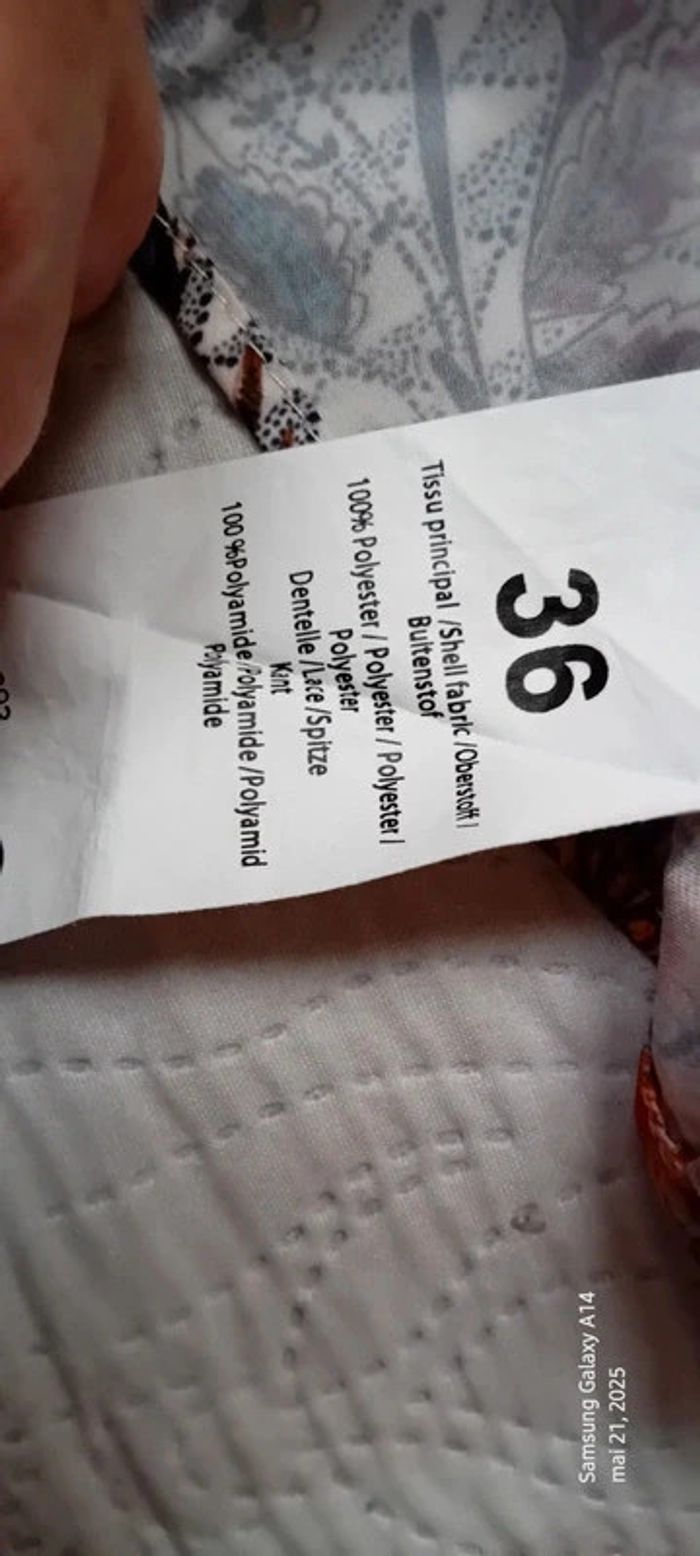 36
Tissu principal /Shell fabric /Oberstoff /
Buitenstof
100% Polyester / Polyester / Polyester /
Polyester
Dentelle /Lace /Spitze
Kant
100 %Polyamide/Polyamide /Polyamid
Polyamide
Samsung Galaxy A14
mai 21, 2025